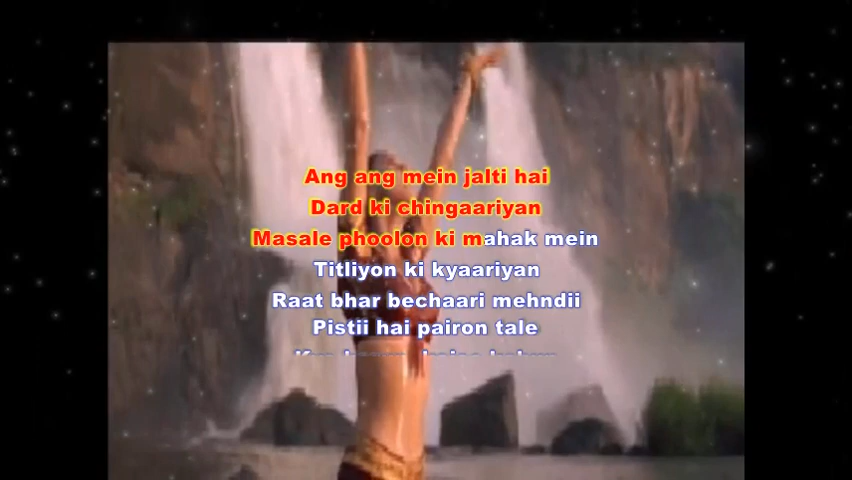 Ang ang mein jalti hai
Dard ki chingaariyan
Masale phoolon ki mahak mein
Titliyon ki kyaariyan
Raat bhar bechaari mehndii
Pistii hai pairon tale